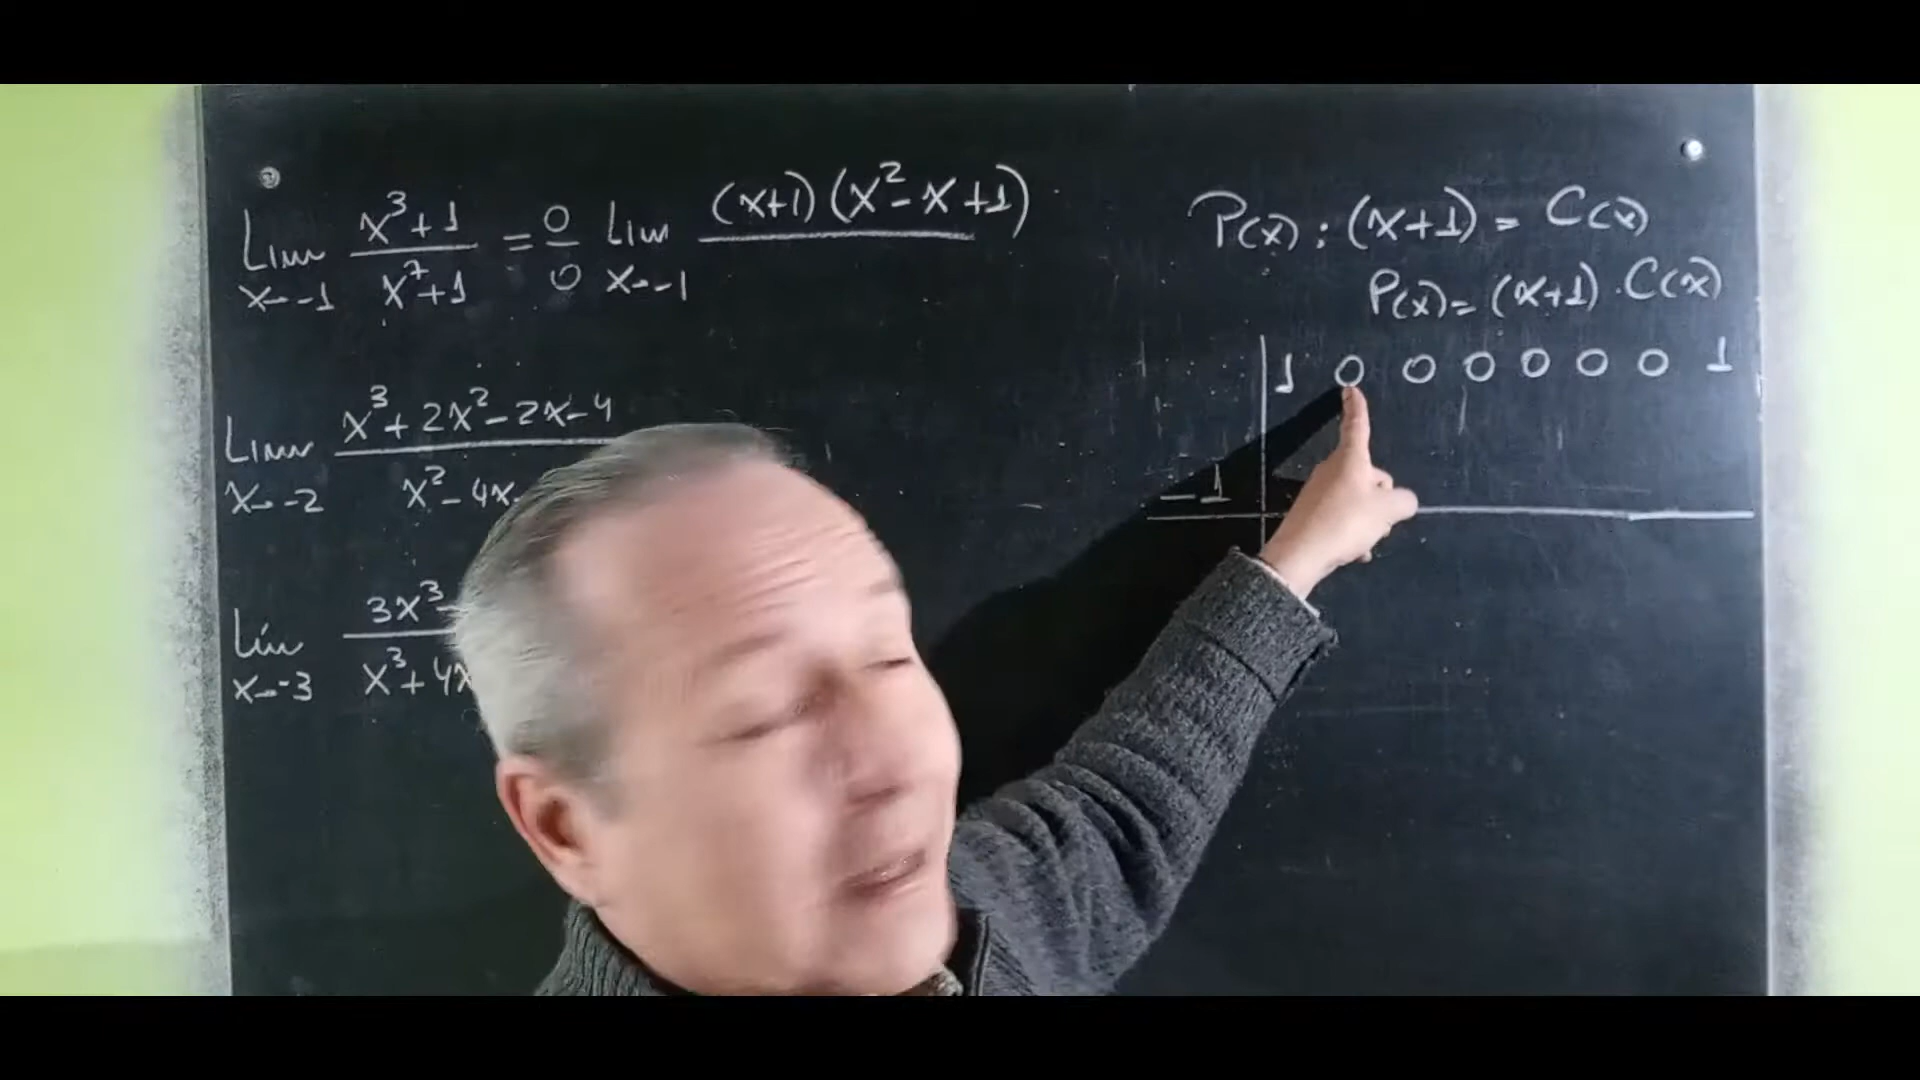 Lim x→-1 (x³+1)/(x⁷+1) = 0/0 Lim x→-1 (x+1)(x²-x+1)
Lim x→-2 (x³+2x²-2x-4)/(x²-4x-
Lím x→-3 (3x³-)/(x³+4x
P(x) : (x+1) = C(x)
P(x) = (x+1) · C(x)
1 0 0 0 0 0 0 1
-1